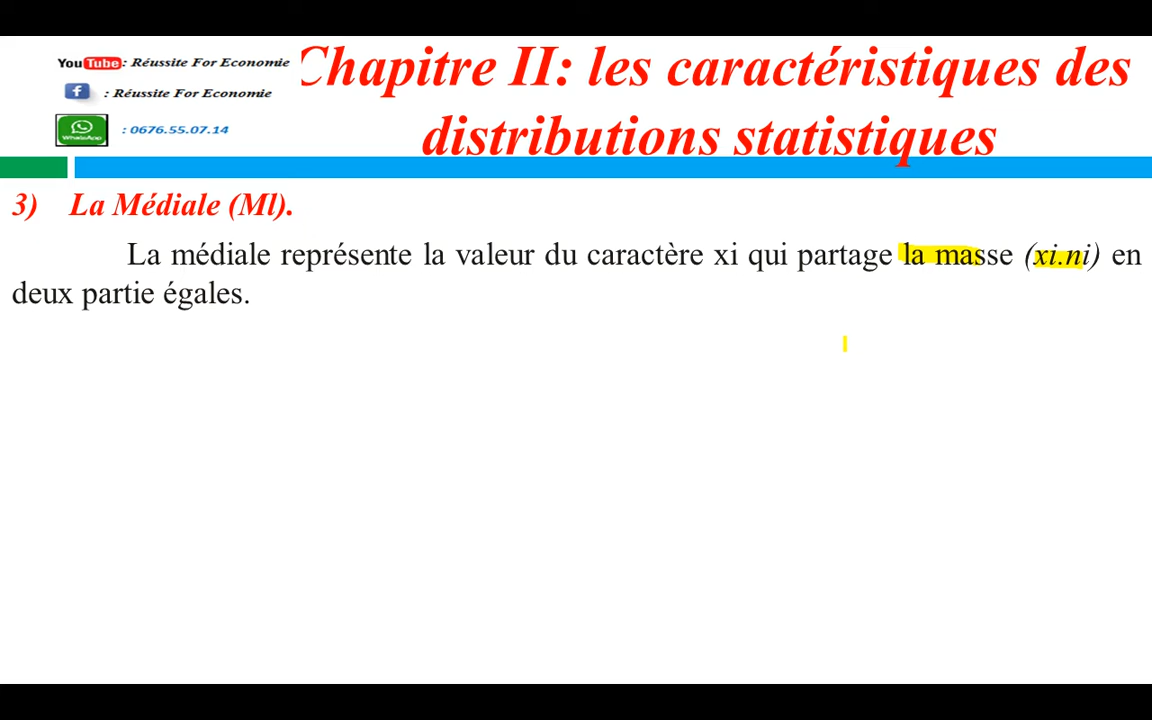 YouTube : Réussite For Economie
f : Réussite For Economie
WhatsApp : 0676.55.07.14
Chapitre II: les caractéristiques des
distributions statistiques
3) La Médiale (Ml).
La médiale représente la valeur du caractère xi qui partage la masse (xi.ni) en
deux partie égales.